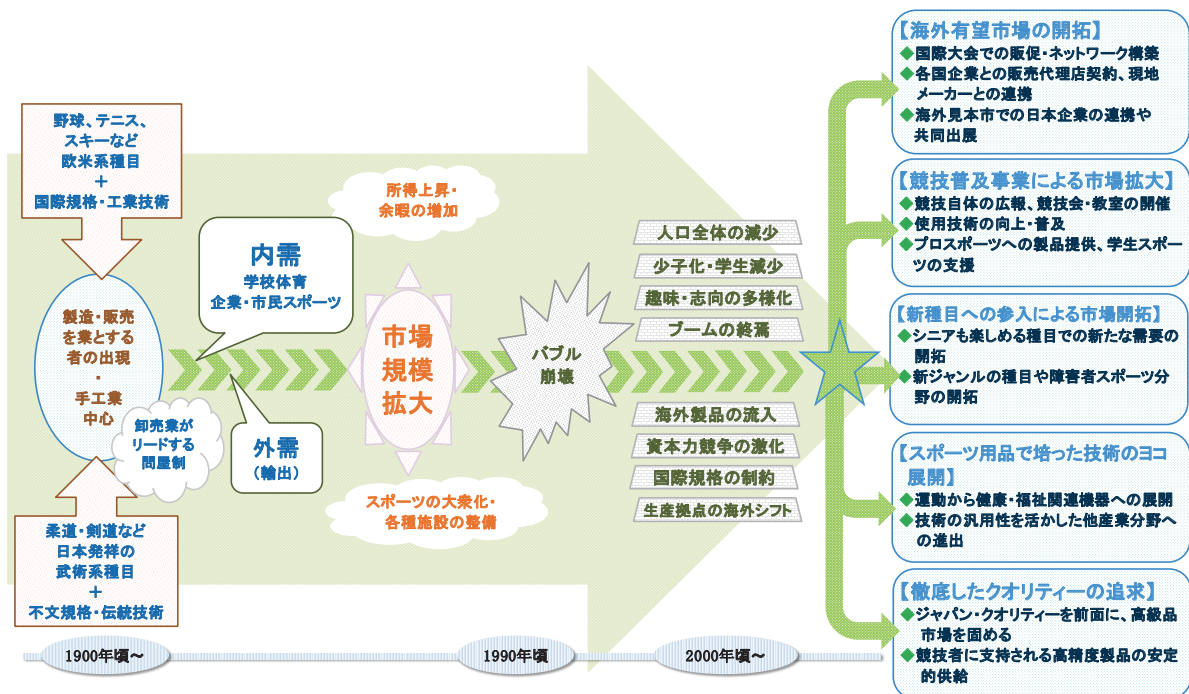 野球、テニス、
スキーなど
欧米系種目
+
国際規格・工業技術
製造・販売
を業とする
者の出現
・
手工業
中心
卸売業が
リードする
問屋制
柔道・剣道など
日本発祥の
武術系種目
+
不文規格・伝統技術
内需
学校体育
企業・市民スポーツ
外需
(輸出)
所得上昇・
余暇の増加
市場
規模
拡大
スポーツの大衆化・
各種施設の整備
バブル
崩壊
人口全体の減少
少子化・学生減少
趣味・志向の多様化
ブームの終焉
海外製品の流入
資本力競争の激化
国際規格の制約
生産拠点の海外シフト
【海外有望市場の開拓】
◆国際大会での販促・ネットワーク構築
◆各国企業との販売代理店契約、現地
メーカーとの連携
◆海外見本市での日本企業の連携や
共同出展
【競技普及事業による市場拡大】
◆競技自体の広報、競技会・教室の開催
◆使用技術の向上・普及
◆プロスポーツへの製品提供、学生スポー
ツの支援
【新種目への参入による市場開拓】
◆シニアも楽しめる種目での新たな需要の
開拓
◆新ジャンルの種目や障害者スポーツ分
野の開拓
【スポーツ用品で培った技術のヨコ
展開】
◆運動から健康・福祉関連機器への展開
◆技術の汎用性を活かした他産業分野へ
の進出
【徹底したクオリティーの追求】
◆ジャパン・クオリティーを前面に、高級品
市場を固める
◆競技者に支持される高精度製品の安定
的供給
1900年頃~
1990年頃
2000年頃~